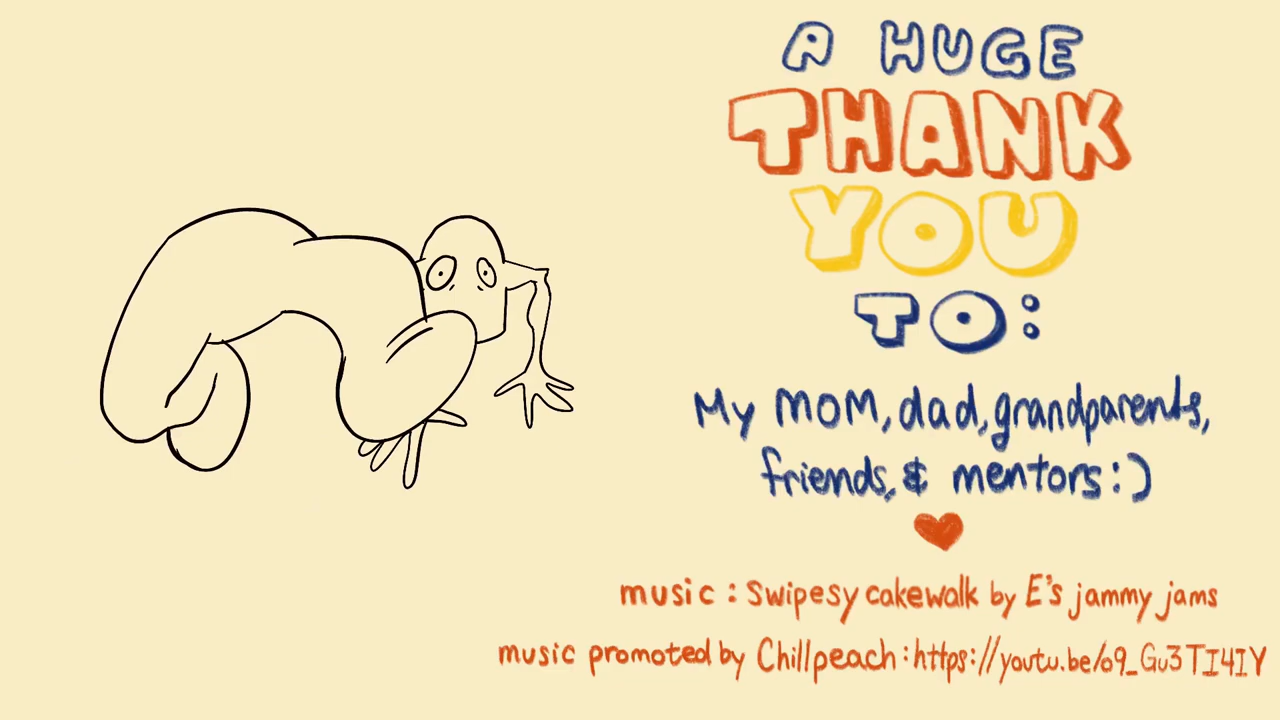 A HUGE
THANK
YOU
TO:
My MOM, dad, grandparents,
friends, & mentors :)
music : Swipesy cakewalk by E's jammy jams
music promoted by Chillpeach : https://youtu.be/o9_Gu3TI4IY